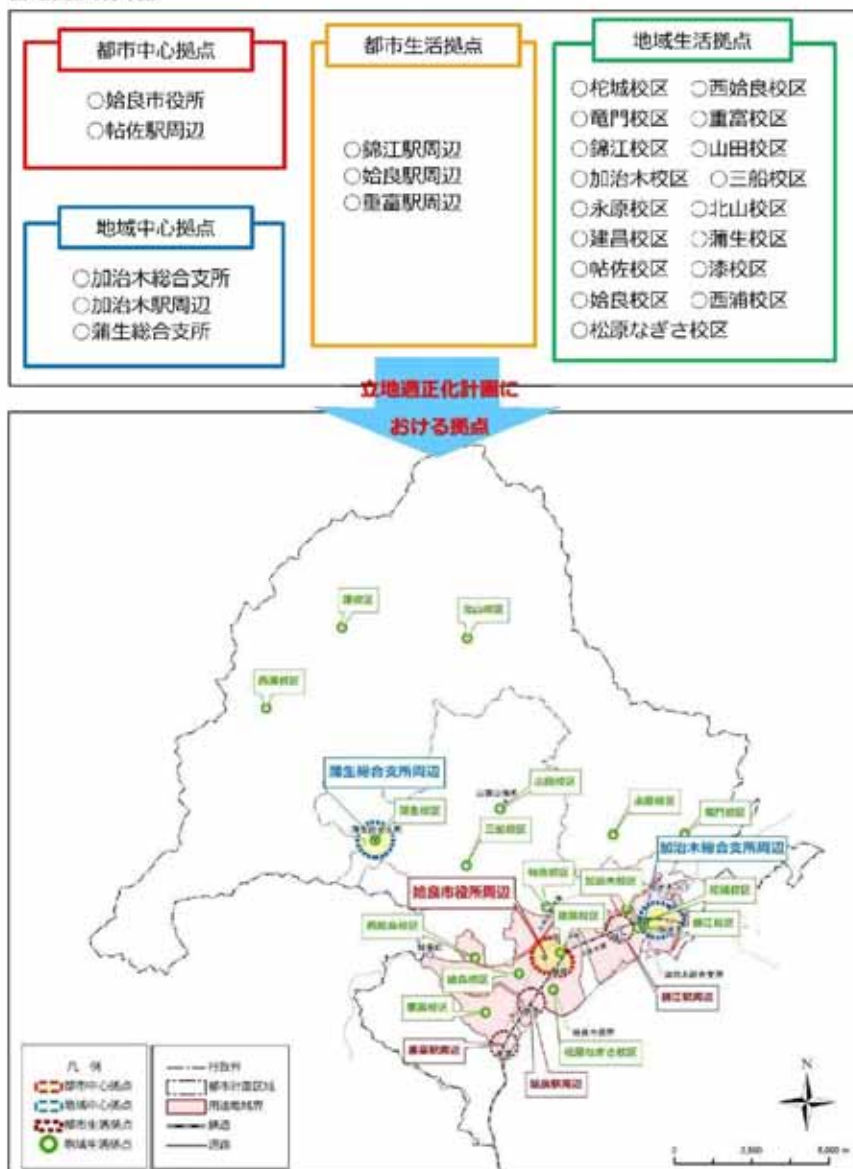 都市中心拠点
○姶良市役所
○帖佐駅周辺
地域中心拠点
○加治木総合支所
○加治木駅周辺
○蒲生総合支所
都市生活拠点
○錦江駅周辺
○姶良駅周辺
○重富駅周辺
地域生活拠点
○柁城校区 ○西姶良校区
○竜門校区 ○重富校区
○錦江校区 ○山田校区
○加治木校区 ○三船校区
○永原校区 ○北山校区
○建昌校区 ○蒲生校区
○帖佐校区 ○漆校区
○姶良校区 ○西浦校区
○松原なぎさ校区
立地適正化計画に
おける拠点
漆校区
北山校区
西浦校区
蒲生総合支所周辺
蒲生校区
山田校区
三船校区
永原校区
竜門校区
加治木総合支所周辺
帖佐校区
加治木校区
柁城校区
姶良市役所周辺
建昌校区
錦江校区
西姶良校区
姶良校区
錦江駅周辺
重富校区
松原なぎさ校区
重富駅周辺
姶良駅周辺
凡例
都市中心拠点
地域中心拠点
都市生活拠点
地域生活拠点
行政界
都市計画区域
用途地域界
鉄道
道路
N
0 2,500 5,000 m